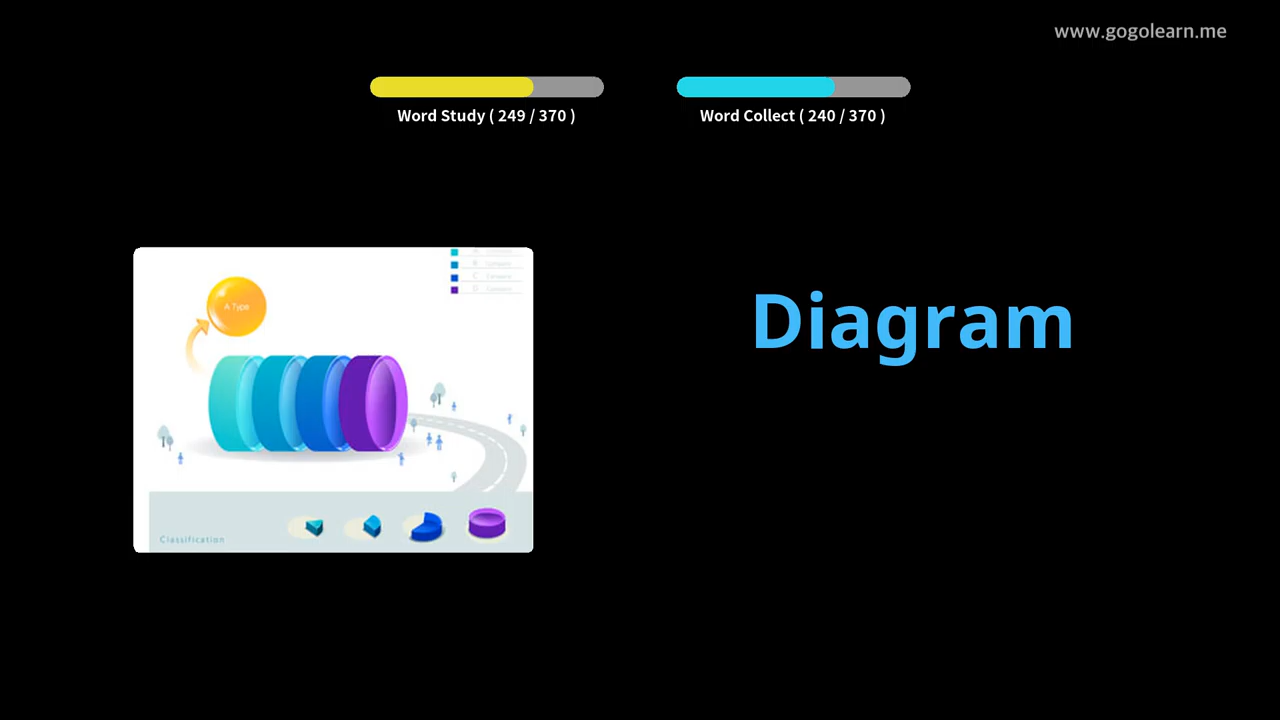 www.gogolearn.me
Word Study ( 249 / 370 )
Word Collect ( 240 / 370 )
Diagram
A Type
B
C
D
Classification